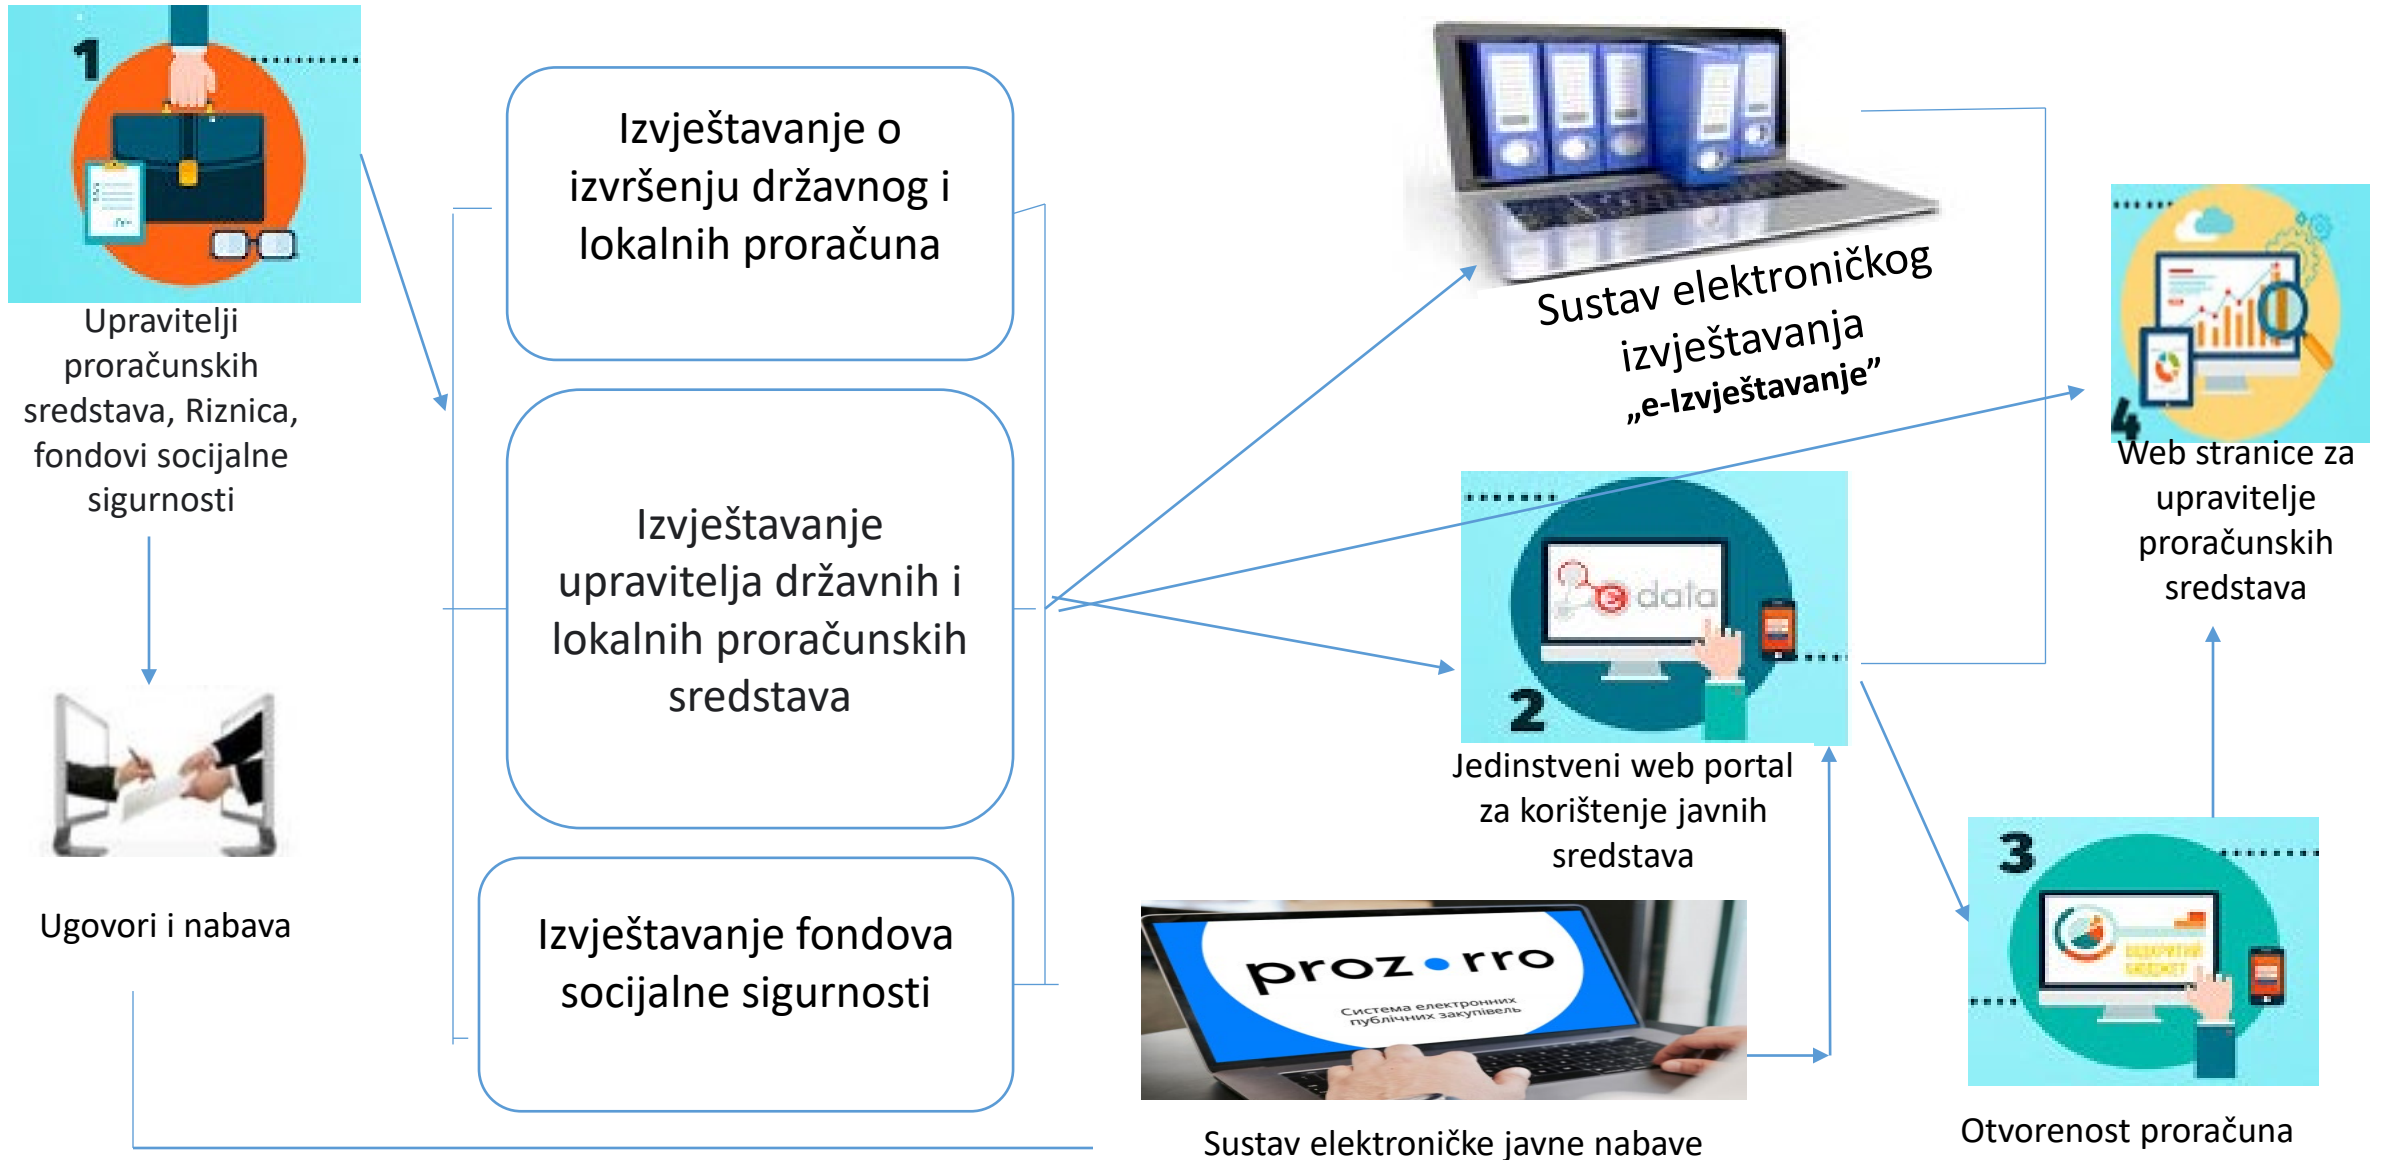 1
Upravitelji
proračunskih
sredstava, Riznica,
fondovi socijalne
sigurnosti
Ugovori i nabava
Izvještavanje o
izvršenju državnog i
lokalnih proračuna
Izvještavanje
upravitelja državnih i
lokalnih proračunskih
sredstava
Izvještavanje fondova
socijalne sigurnosti
Sustav elektroničkog
izvještavanja
„e-Izvještavanje”
e data
2
Jedinstveni web portal
za korištenje javnih
sredstava
prozorro
Система електронних
публічних закупівель
Sustav elektroničke javne nabave
4
Web stranice za
upravitelje
proračunskih
sredstava
3
ВІДКРИТИЙ
БЮДЖЕТ
Otvorenost proračuna